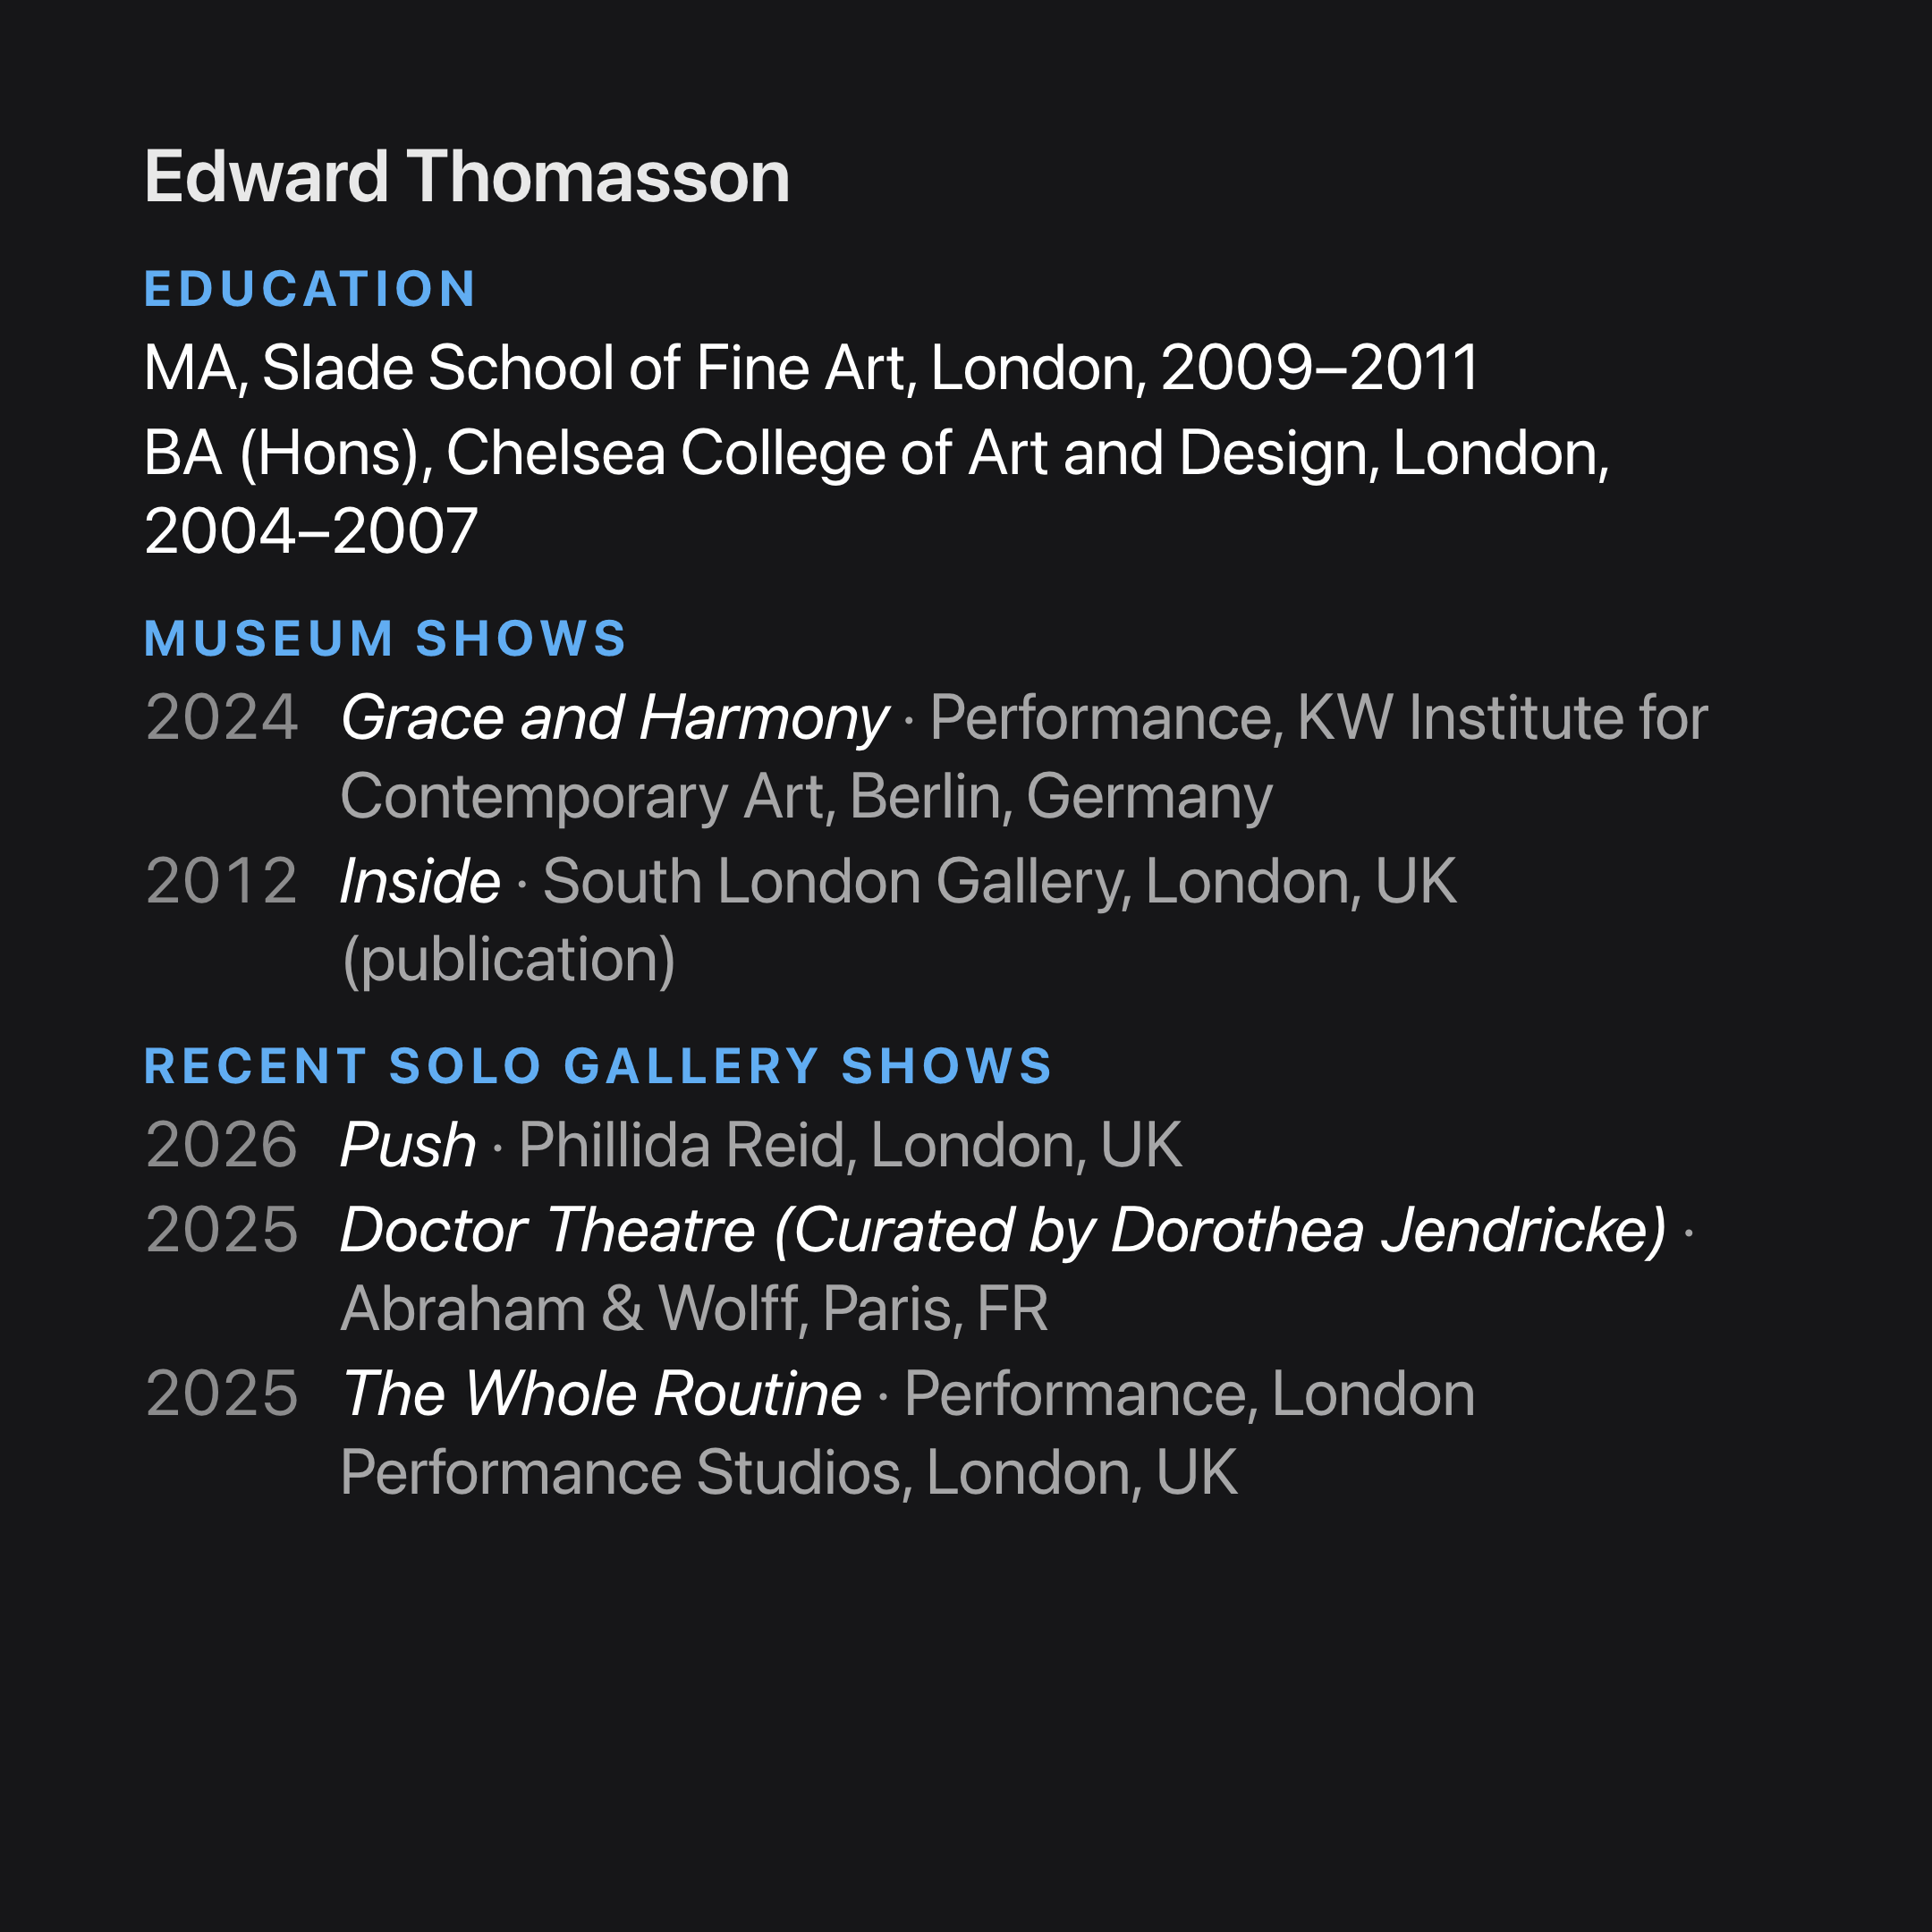 Edward Thomasson
EDUCATION
MA, Slade School of Fine Art, London, 2009–2011
BA (Hons), Chelsea College of Art and Design, London,
2004–2007
MUSEUM SHOWS
2024 Grace and Harmony · Performance, KW Institute for
Contemporary Art, Berlin, Germany
2012 Inside · South London Gallery, London, UK
(publication)
RECENT SOLO GALLERY SHOWS
2026 Push · Phillida Reid, London, UK
2025 Doctor Theatre (Curated by Dorothea Jendricke) ·
Abraham & Wolff, Paris, FR
2025 The Whole Routine · Performance, London
Performance Studios, London, UK